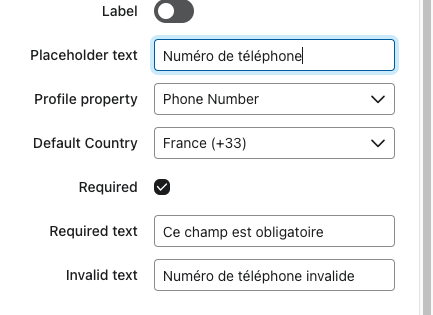 Label
Placeholder text Numéro de téléphone
Profile property Phone Number
Default Country France (+33)
Required
Required text Ce champ est obligatoire
Invalid text Numéro de téléphone invalide